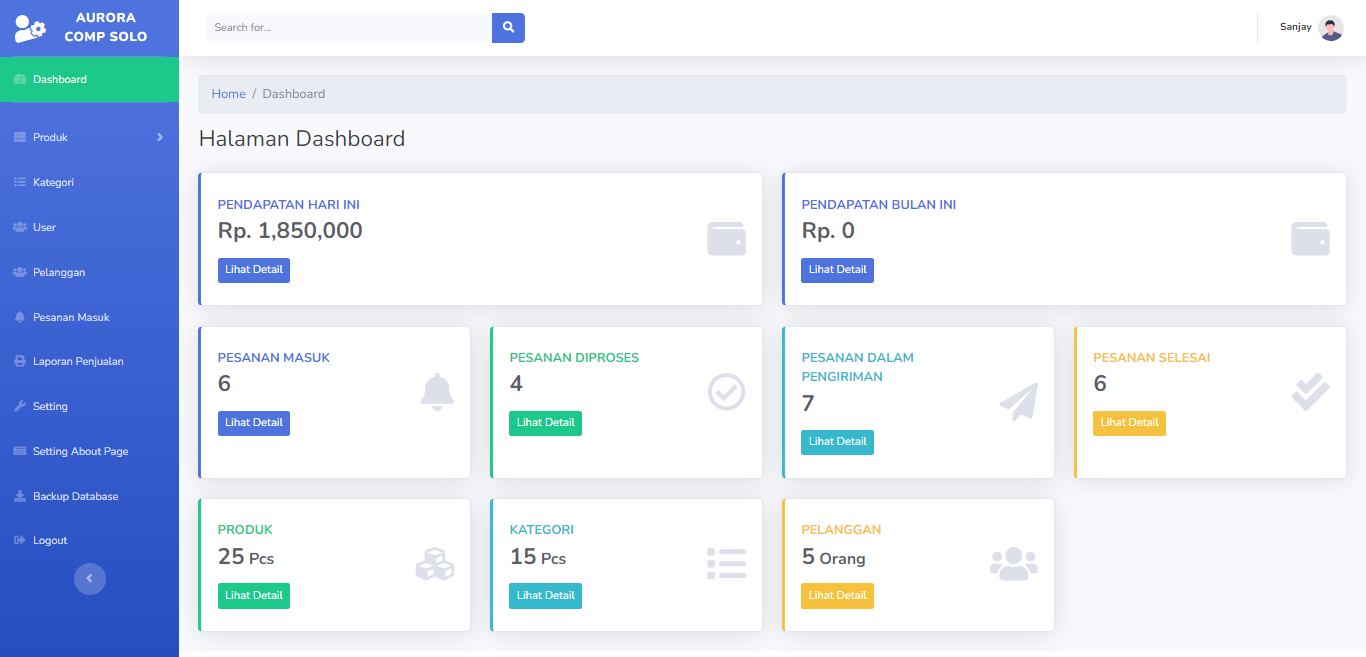 AURORA
COMP SOLO
Search for...
Sanjay
Dashboard
Produk
Kategori
User
Pelanggan
Pesanan Masuk
Laporan Penjualan
Setting
Setting About Page
Backup Database
Logout
Home / Dashboard
Halaman Dashboard
PENDAPATAN HARI INI
Rp. 1,850,000
Lihat Detail
PENDAPATAN BULAN INI
Rp. 0
Lihat Detail
PESANAN MASUK
6
Lihat Detail
PESANAN DIPROSES
4
Lihat Detail
PESANAN DALAM
PENGIRIMAN
7
Lihat Detail
PESANAN SELESAI
6
Lihat Detail
PRODUK
25 Pcs
Lihat Detail
KATEGORI
15 Pcs
Lihat Detail
PELANGGAN
5 Orang
Lihat Detail